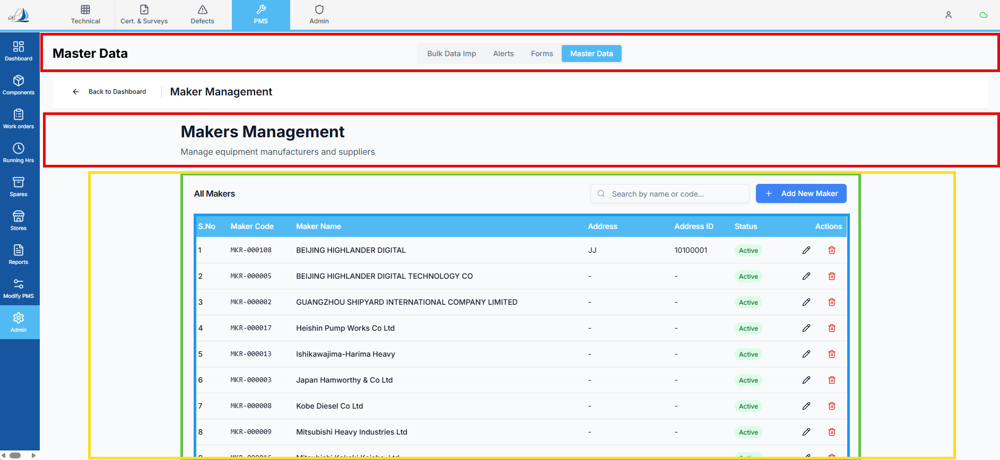 sail
Technical
Cert. & Surveys
Defects
PMS
Admin
Dashboard
Components
Work orders
Running Hrs
Spares
Stores
Reports
Modify PMS
Admin
Master Data
Bulk Data Imp
Alerts
Forms
Master Data
Back to Dashboard
Maker Management
Makers Management
Manage equipment manufacturers and suppliers
All Makers
Search by name or code...
Add New Maker
S.No Maker Code Maker Name Address Address ID Status Actions
1 MKR-000108 BEIJING HIGHLANDER DIGITAL JJ 10100001 Active
2 MKR-000005 BEIJING HIGHLANDER DIGITAL TECHNOLOGY CO - - Active
3 MKR-000002 GUANGZHOU SHIPYARD INTERNATIONAL COMPANY LIMITED - - Active
4 MKR-000017 Heishin Pump Works Co Ltd - - Active
5 MKR-000013 Ishikawajima-Harima Heavy - - Active
6 MKR-000003 Japan Hamworthy & Co Ltd - - Active
7 MKR-000008 Kobe Diesel Co Ltd - - Active
8 MKR-000009 Mitsubishi Heavy Industries Ltd - - Active